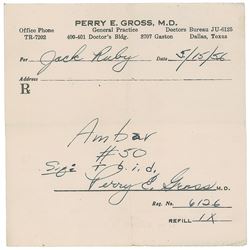 PERRY E. GROSS, M.D.
Office Phone General Practice Doctors Bureau JU-6125
TR-7202 400-401 Doctor's Bldg. 3707 Gaston Dallas, Texas
For Jack Ruby Date 5/15/56
Address
R
Ambar
#50
Sig: + b.i.d.
Perry E Gross M.D.
Reg. No. 6126
REFILL 1X